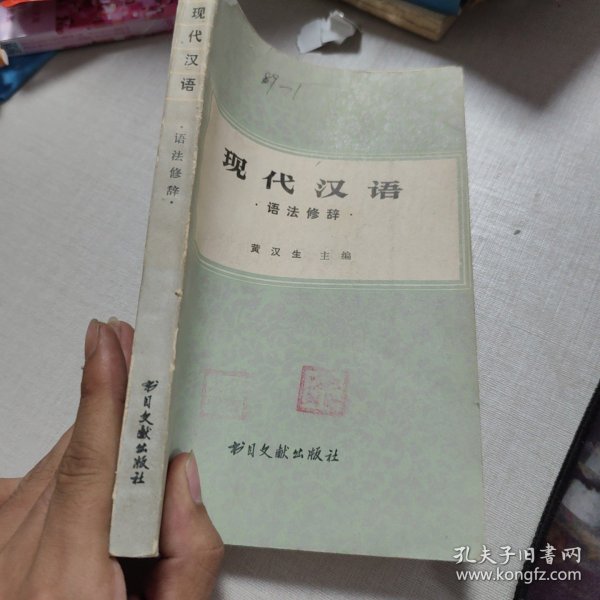 现代汉语
·语法修辞·
书目文献出版社
89-1
现代汉语
·语法修辞·
黄汉生 主编
书目文献出版社
孔夫子旧书网
www.kongfz.com